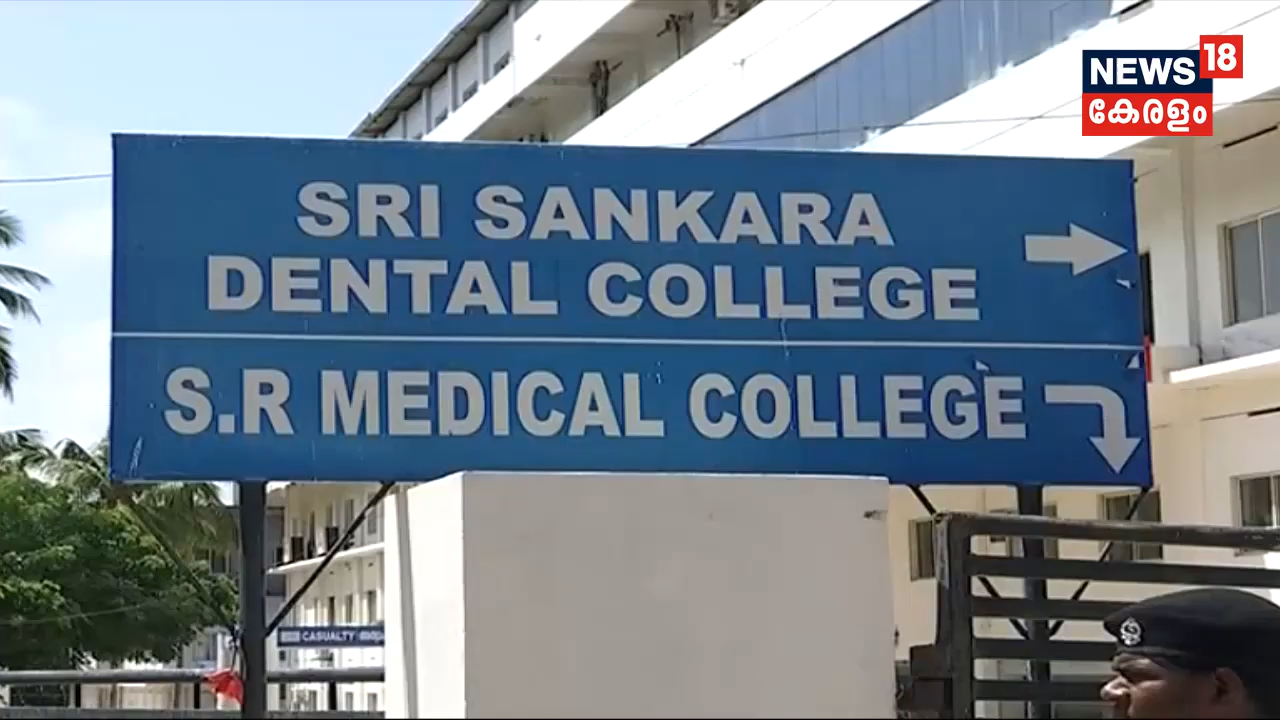 NEWS 18
കേരളം
SRI SANKARA
DENTAL COLLEGE
S.R MEDICAL COLLEGE
CASUALTY